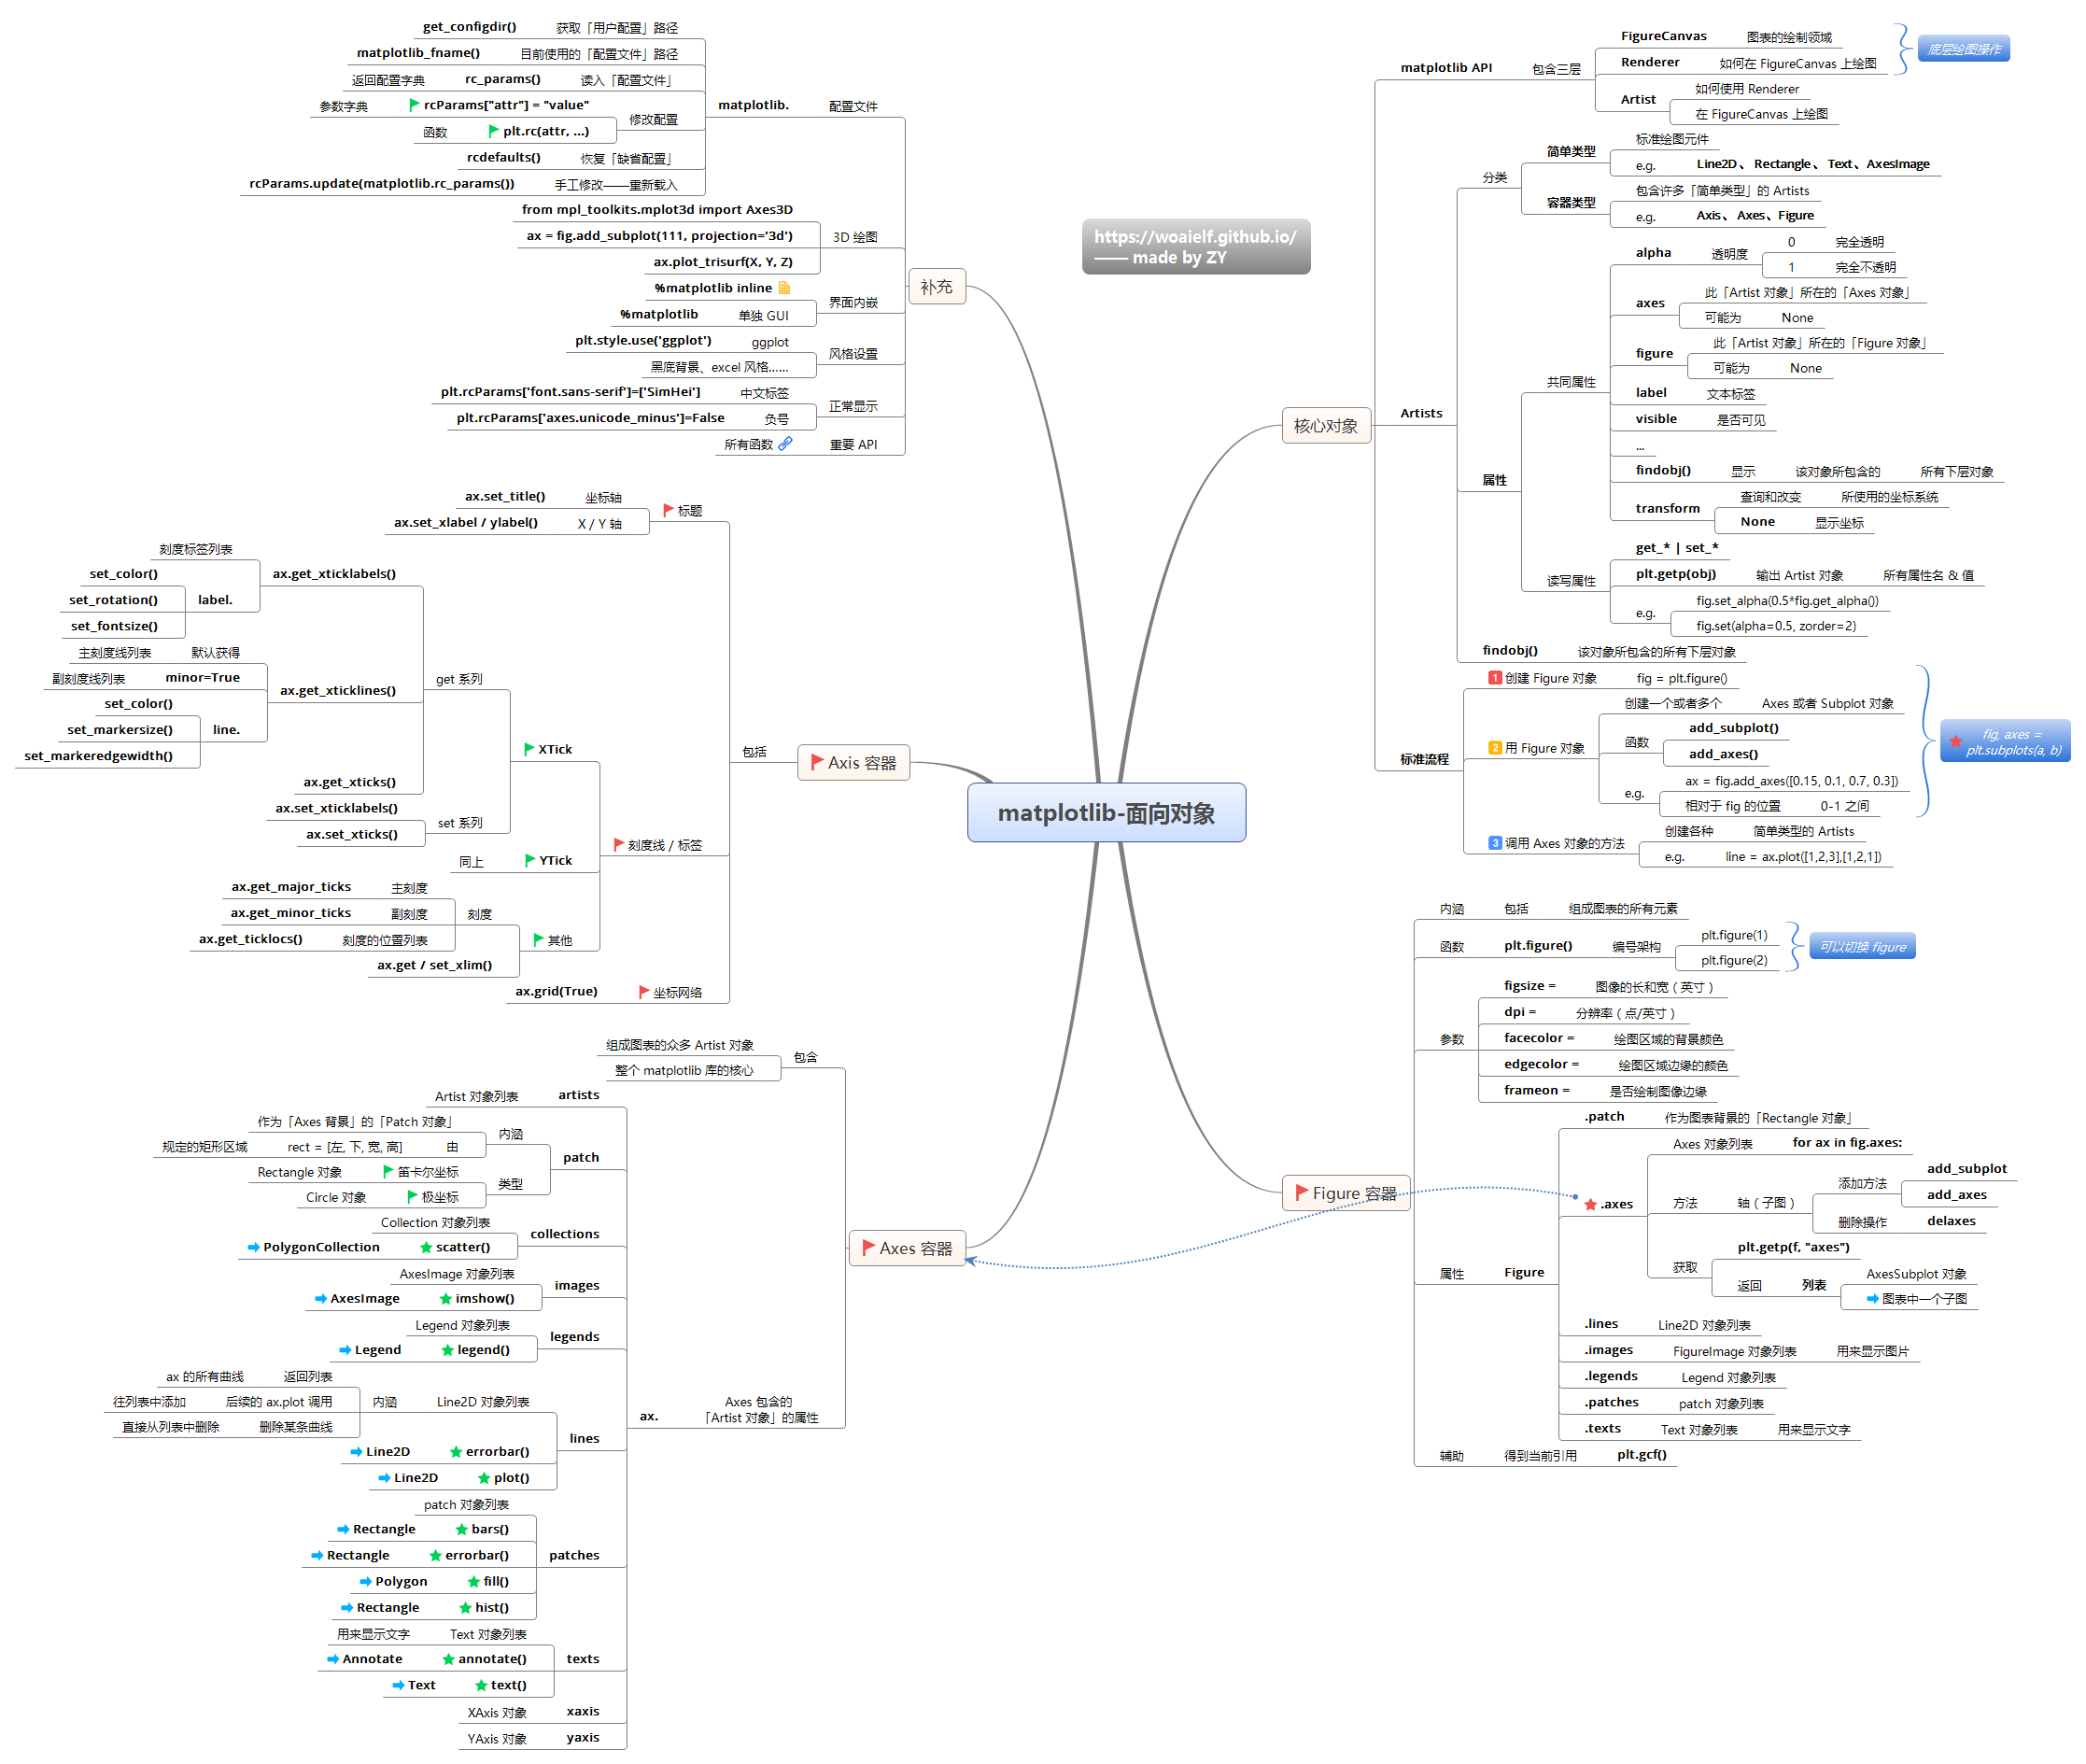 matplotlib-面向对象
https://woaielf.github.io/
—— made by ZY
核心对象
matplotlib API
包含三层
FigureCanvas 图表的绘制领域
Renderer 如何在 FigureCanvas 上绘图
底层绘图操作
Artist
如何使用 Renderer
在 FigureCanvas 上绘图
Artists
分类
简单类型
标准绘图元件
e.g. Line2D、Rectangle、Text、AxesImage
容器类型
包含许多「简单类型」的 Artists
e.g. Axis、Axes、Figure
属性
共同属性
alpha 透明度
0 完全透明
1 完全不透明
axes
此「Artist 对象」所在的「Axes 对象」
可能为 None
figure
此「Artist 对象」所在的「Figure 对象」
可能为 None
label 文本标签
visible 是否可见
...
findobj() 显示 该对象所包含的 所有下层对象
transform
查询和改变 所使用的坐标系统
None 显示坐标
读写属性
get_* | set_*
plt.getp(obj) 输出 Artist 对象 所有属性名 & 值
e.g.
fig.set_alpha(0.5*fig.get_alpha())
fig.set(alpha=0.5, zorder=2)
findobj() 该对象所包含的所有下层对象
标准流程
1 创建 Figure 对象 fig = plt.figure()
2 用 Figure 对象
创建一个或者多个 Axes 或者 Subplot 对象
函数
add_subplot()
add_axes()
e.g.
ax = fig.add_axes([0.15, 0.1, 0.7, 0.3])
相对于 fig 的位置 0-1 之间
fig, axes =
plt.subplots(a, b)
3 调用 Axes 对象的方法
创建各种 简单类型的 Artists
e.g. line = ax.plot([1,2,3],[1,2,1])
Figure 容器
内涵 包括 组成图表的所有元素
函数 plt.figure() 编号架构
plt.figure(1)
plt.figure(2)
可以切换 figure
参数
figsize = 图像的长和宽（英寸）
dpi = 分辨率（点/英寸）
facecolor = 绘图区域的背景颜色
edgecolor = 绘图区域边缘的颜色
frameon = 是否绘制图像边缘
属性 Figure
.patch 作为图表背景的「Rectangle 对象」
.axes
Axes 对象列表 for ax in fig.axes:
方法 轴（子图）
添加方法
add_subplot
add_axes
删除操作 delaxes
获取
plt.getp(f, "axes")
返回 列表
AxesSubplot 对象
图表中一个子图
.lines Line2D 对象列表
.images FigureImage 对象列表 用来显示图片
.legends Legend 对象列表
.patches patch 对象列表
.texts Text 对象列表 用来显示文字
辅助 得到当前引用 plt.gcf()
补充
配置文件
matplotlib.
get_configdir() 获取「用户配置」路径
matplotlib_fname() 目前使用的「配置文件」路径
返回配置字典 rc_params() 读入「配置文件」
修改配置
参数字典 rcParams["attr"] = "value"
函数 plt.rc(attr, ...)
rcdefaults() 恢复「缺省配置」
rcParams.update(matplotlib.rc_params()) 手工修改——重新载入
3D 绘图
from mpl_toolkits.mplot3d import Axes3D
ax = fig.add_subplot(111, projection='3d')
ax.plot_trisurf(X, Y, Z)
界面内嵌
%matplotlib inline
%matplotlib 单独 GUI
风格设置
plt.style.use('ggplot') ggplot
黑底背景、excel 风格……
正常显示
plt.rcParams['font.sans-serif']=['SimHei'] 中文标签
plt.rcParams['axes.unicode_minus']=False 负号
所有函数 重要 API
Axis 容器
包括
标题
ax.set_title() 坐标轴
ax.set_xlabel / ylabel() X / Y 轴
刻度线 / 标签
XTick
get 系列
ax.get_xticklabels()
刻度标签列表
label.
set_color()
set_rotation()
set_fontsize()
ax.get_xticklines()
主刻度线列表 默认获得
副刻度线列表 minor=True
line.
set_color()
set_markersize()
set_markeredgewidth()
ax.get_xticks()
set 系列
ax.set_xticklabels()
ax.set_xticks()
同上 YTick
其他
刻度
ax.get_major_ticks 主刻度
ax.get_minor_ticks 副刻度
ax.get_ticklocs() 刻度的位置列表
ax.get / set_xlim()
ax.grid(True) 坐标网络
Axes 容器
包含
组成图表的众多 Artist 对象
整个 matplotlib 库的核心
Axes 包含的
「Artist 对象」的属性
ax.
Artist 对象列表 artists
patch
内涵
作为「Axes 背景」的「Patch 对象」
规定的矩形区域 rect = [左, 下, 宽, 高] 由
类型
Rectangle 对象 笛卡尔坐标
Circle 对象 极坐标
collections
Collection 对象列表
PolygonCollection scatter()
images
AxesImage 对象列表
AxesImage imshow()
legends
Legend 对象列表
Legend legend()
lines
Line2D 对象列表 内涵
ax 的所有曲线 返回列表
往列表中添加 后续的 ax.plot 调用
直接从列表中删除 删除某条曲线
Line2D errorbar()
Line2D plot()
patches
patch 对象列表
Rectangle bars()
Rectangle errorbar()
Polygon fill()
Rectangle hist()
texts
用来显示文字 Text 对象列表
Annotate annotate()
Text text()
XAxis 对象 xaxis
YAxis 对象 yaxis